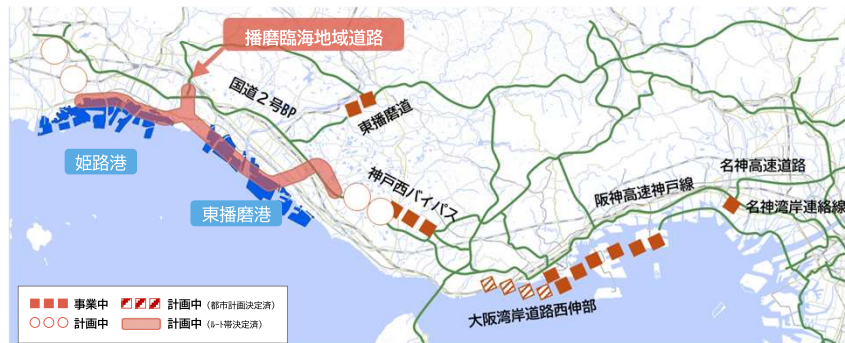 播磨臨海地域道路
国道2号BP
東播磨道
姫路港
東播磨港
神戸西バイパス
名神高速道路
阪神高速神戸線
名神湾岸連絡線
大阪湾岸道路西伸部
事業中
計画中（都市計画決定済）
計画中
計画中（ﾙｰﾄ帯決定済）